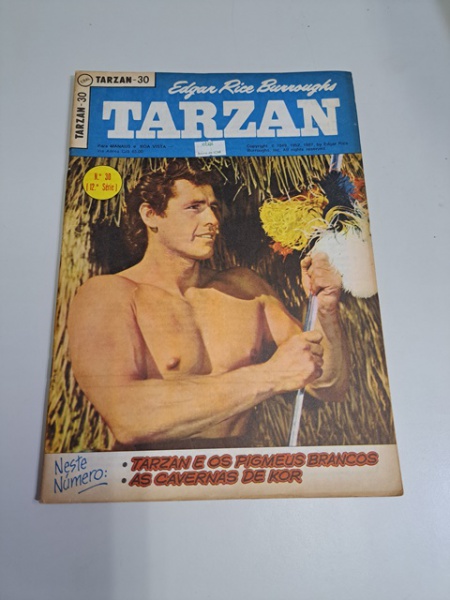 TARZAN-30
TARZAN-30
Edgar Rice Burroughs
TARZAN
N.º 30
(12.ª Série)
Neste
Número:
• TARZAN E OS PIGMEUS BRANCOS
• AS CAVERNAS DE KOR